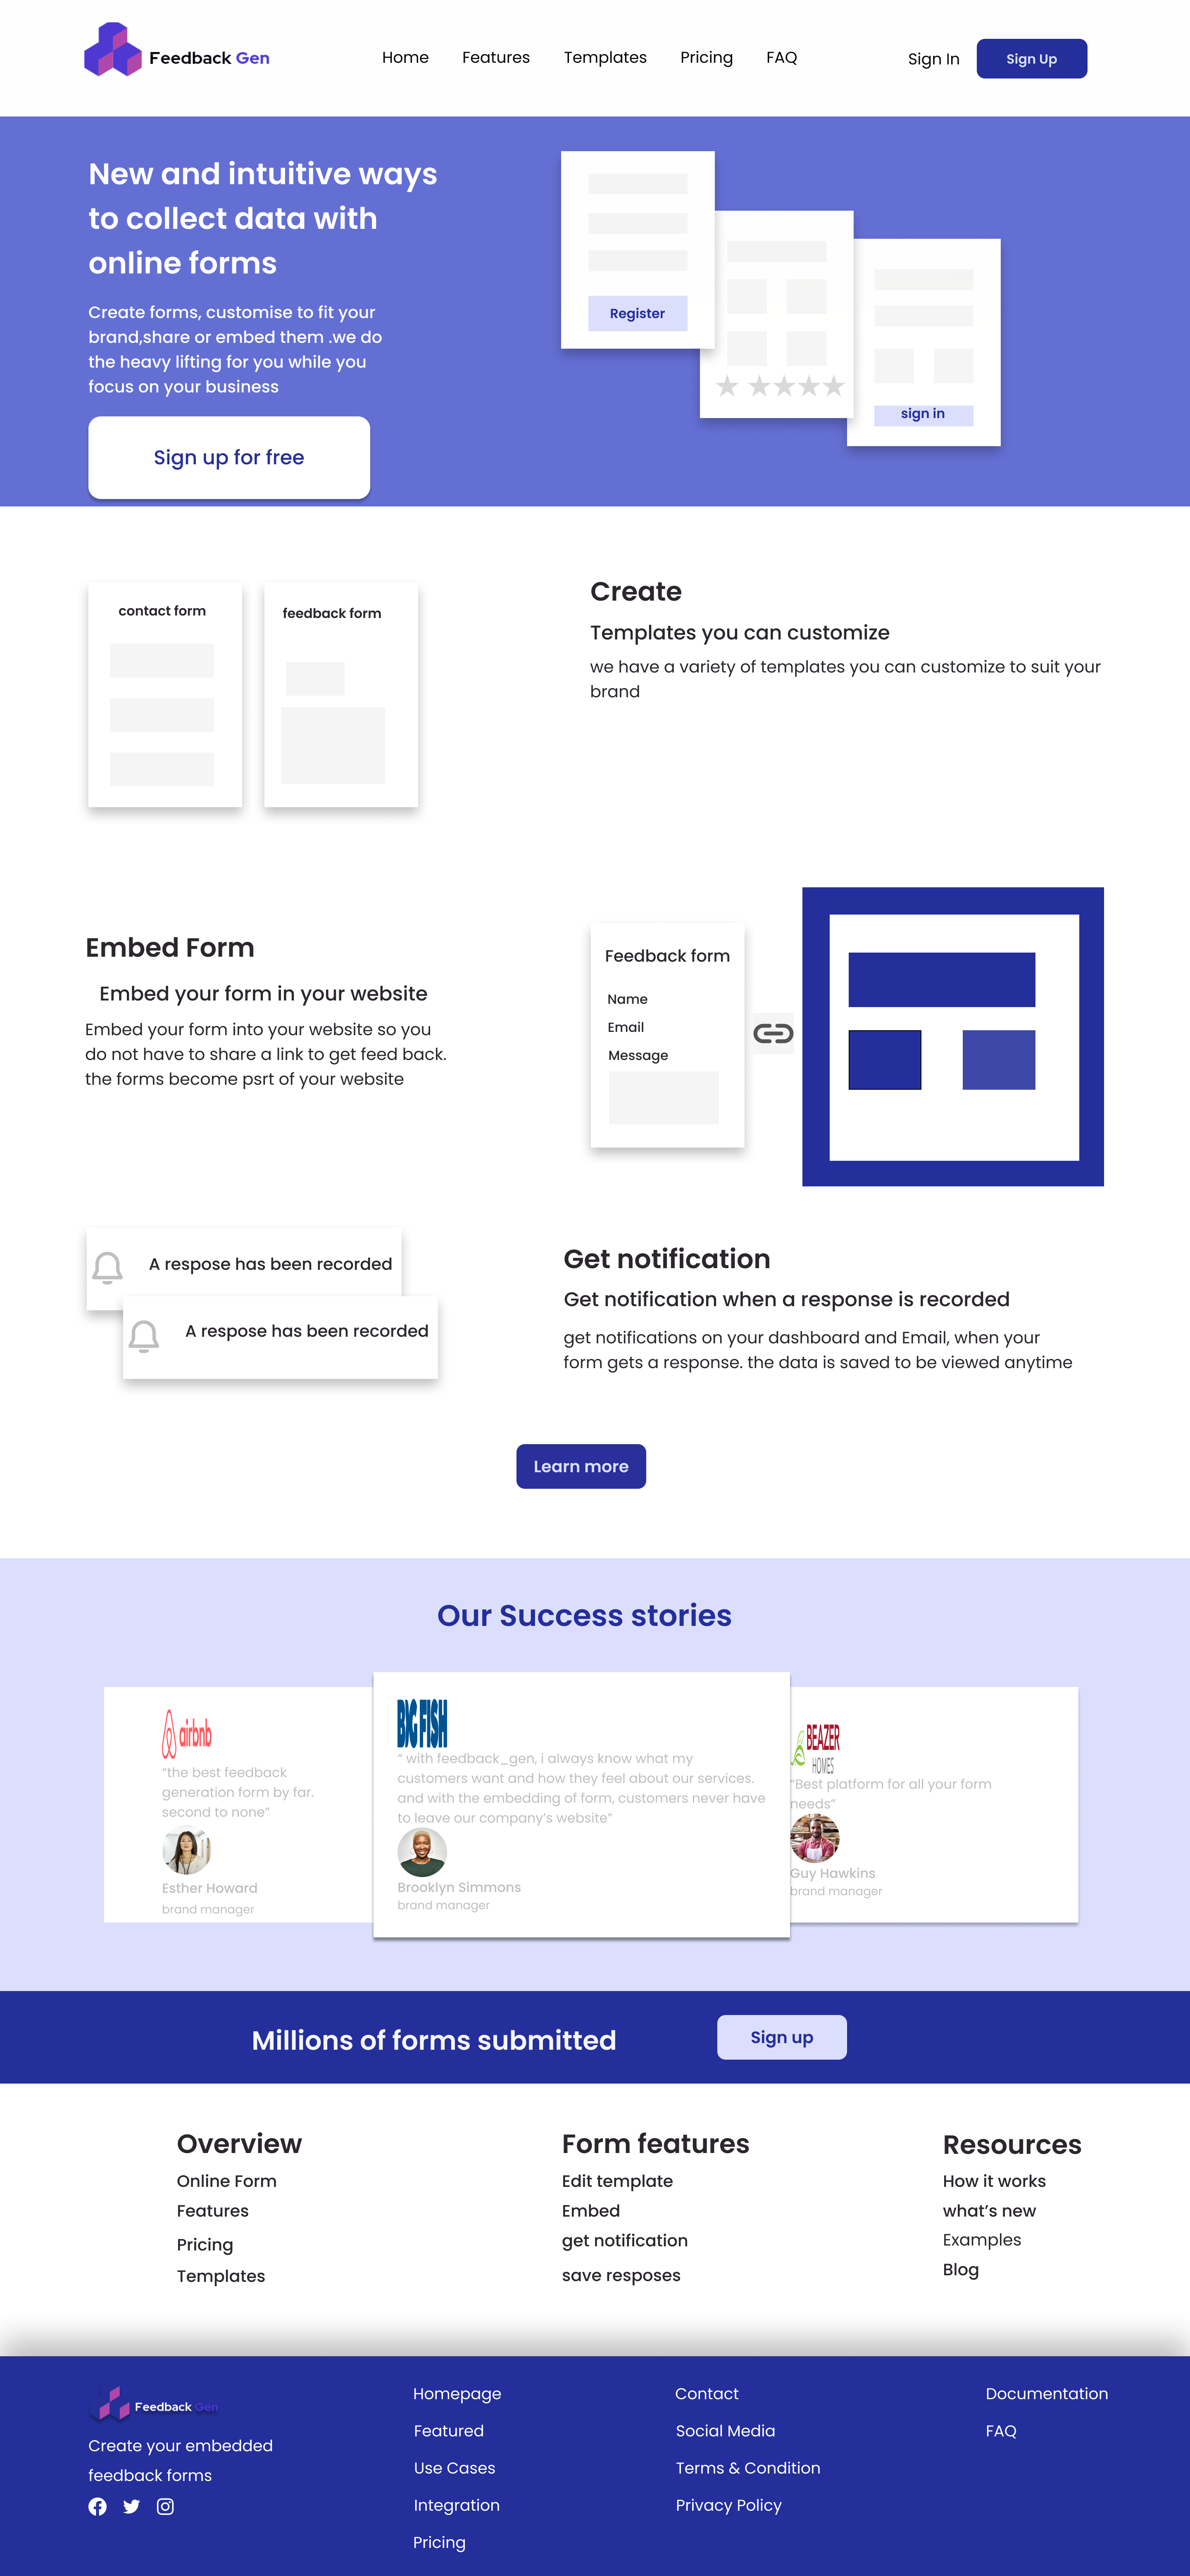 Feedback Gen
Home Features Templates Pricing FAQ
Sign In Sign Up
New and intuitive ways
to collect data with
online forms
Create forms, customise to fit your
brand,share or embed them .we do
the heavy lifting for you while you
focus on your business
Sign up for free
Register
sign in
contact form
feedback form
Create
Templates you can customize
we have a variety of templates you can customize to suit your
brand
Embed Form
Embed your form in your website
Embed your form into your website so you
do not have to share a link to get feed back.
the forms become psrt of your website
Feedback form
Name
Email
Message
A respose has been recorded
A respose has been recorded
Get notification
Get notification when a response is recorded
get notifications on your dashboard and Email, when your
form gets a response. the data is saved to be viewed anytime
Learn more
Our Success stories
airbnb
“the best feedback
generation form by far.
second to none”
Esther Howard
brand manager
BIG FISH
“ with feedback_gen, i always know what my
customers want and how they feel about our services.
and with the embedding of form, customers never have
to leave our company’s website”
Brooklyn Simmons
brand manager
BEAZER
HOMES
“Best platform for all your form
needs”
Guy Hawkins
brand manager
Millions of forms submitted
Sign up
Overview
Online Form
Features
Pricing
Templates
Form features
Edit template
Embed
get notification
save resposes
Resources
How it works
what’s new
Examples
Blog
Feedback Gen
Create your embedded
feedback forms
Homepage
Featured
Use Cases
Integration
Pricing
Contact
Social Media
Terms & Condition
Privacy Policy
Documentation
FAQ